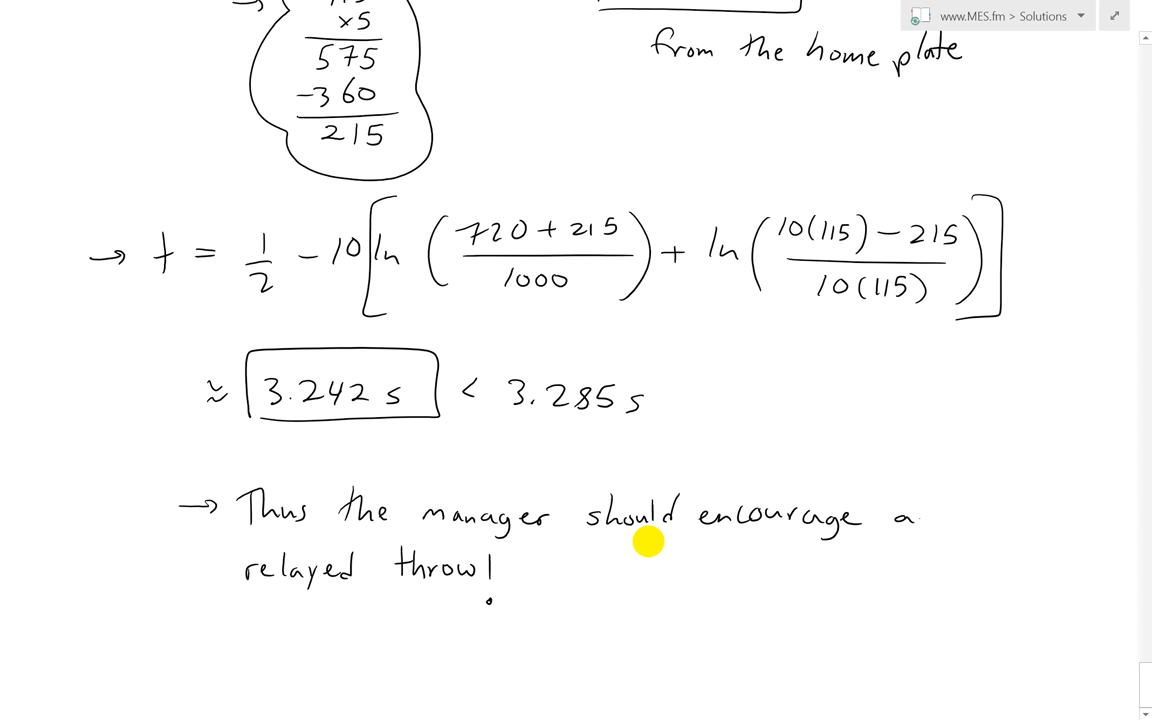 www.MES.fm > Solutions
×5
575
-360
215
from the home plate
→ t = 1/2 - 10[ln((720 + 215)/1000) + ln((10(115) - 215)/(10(115)))]
≈ 3.242 s < 3.285 s
→ Thus the manager should encourage a
relayed throw!